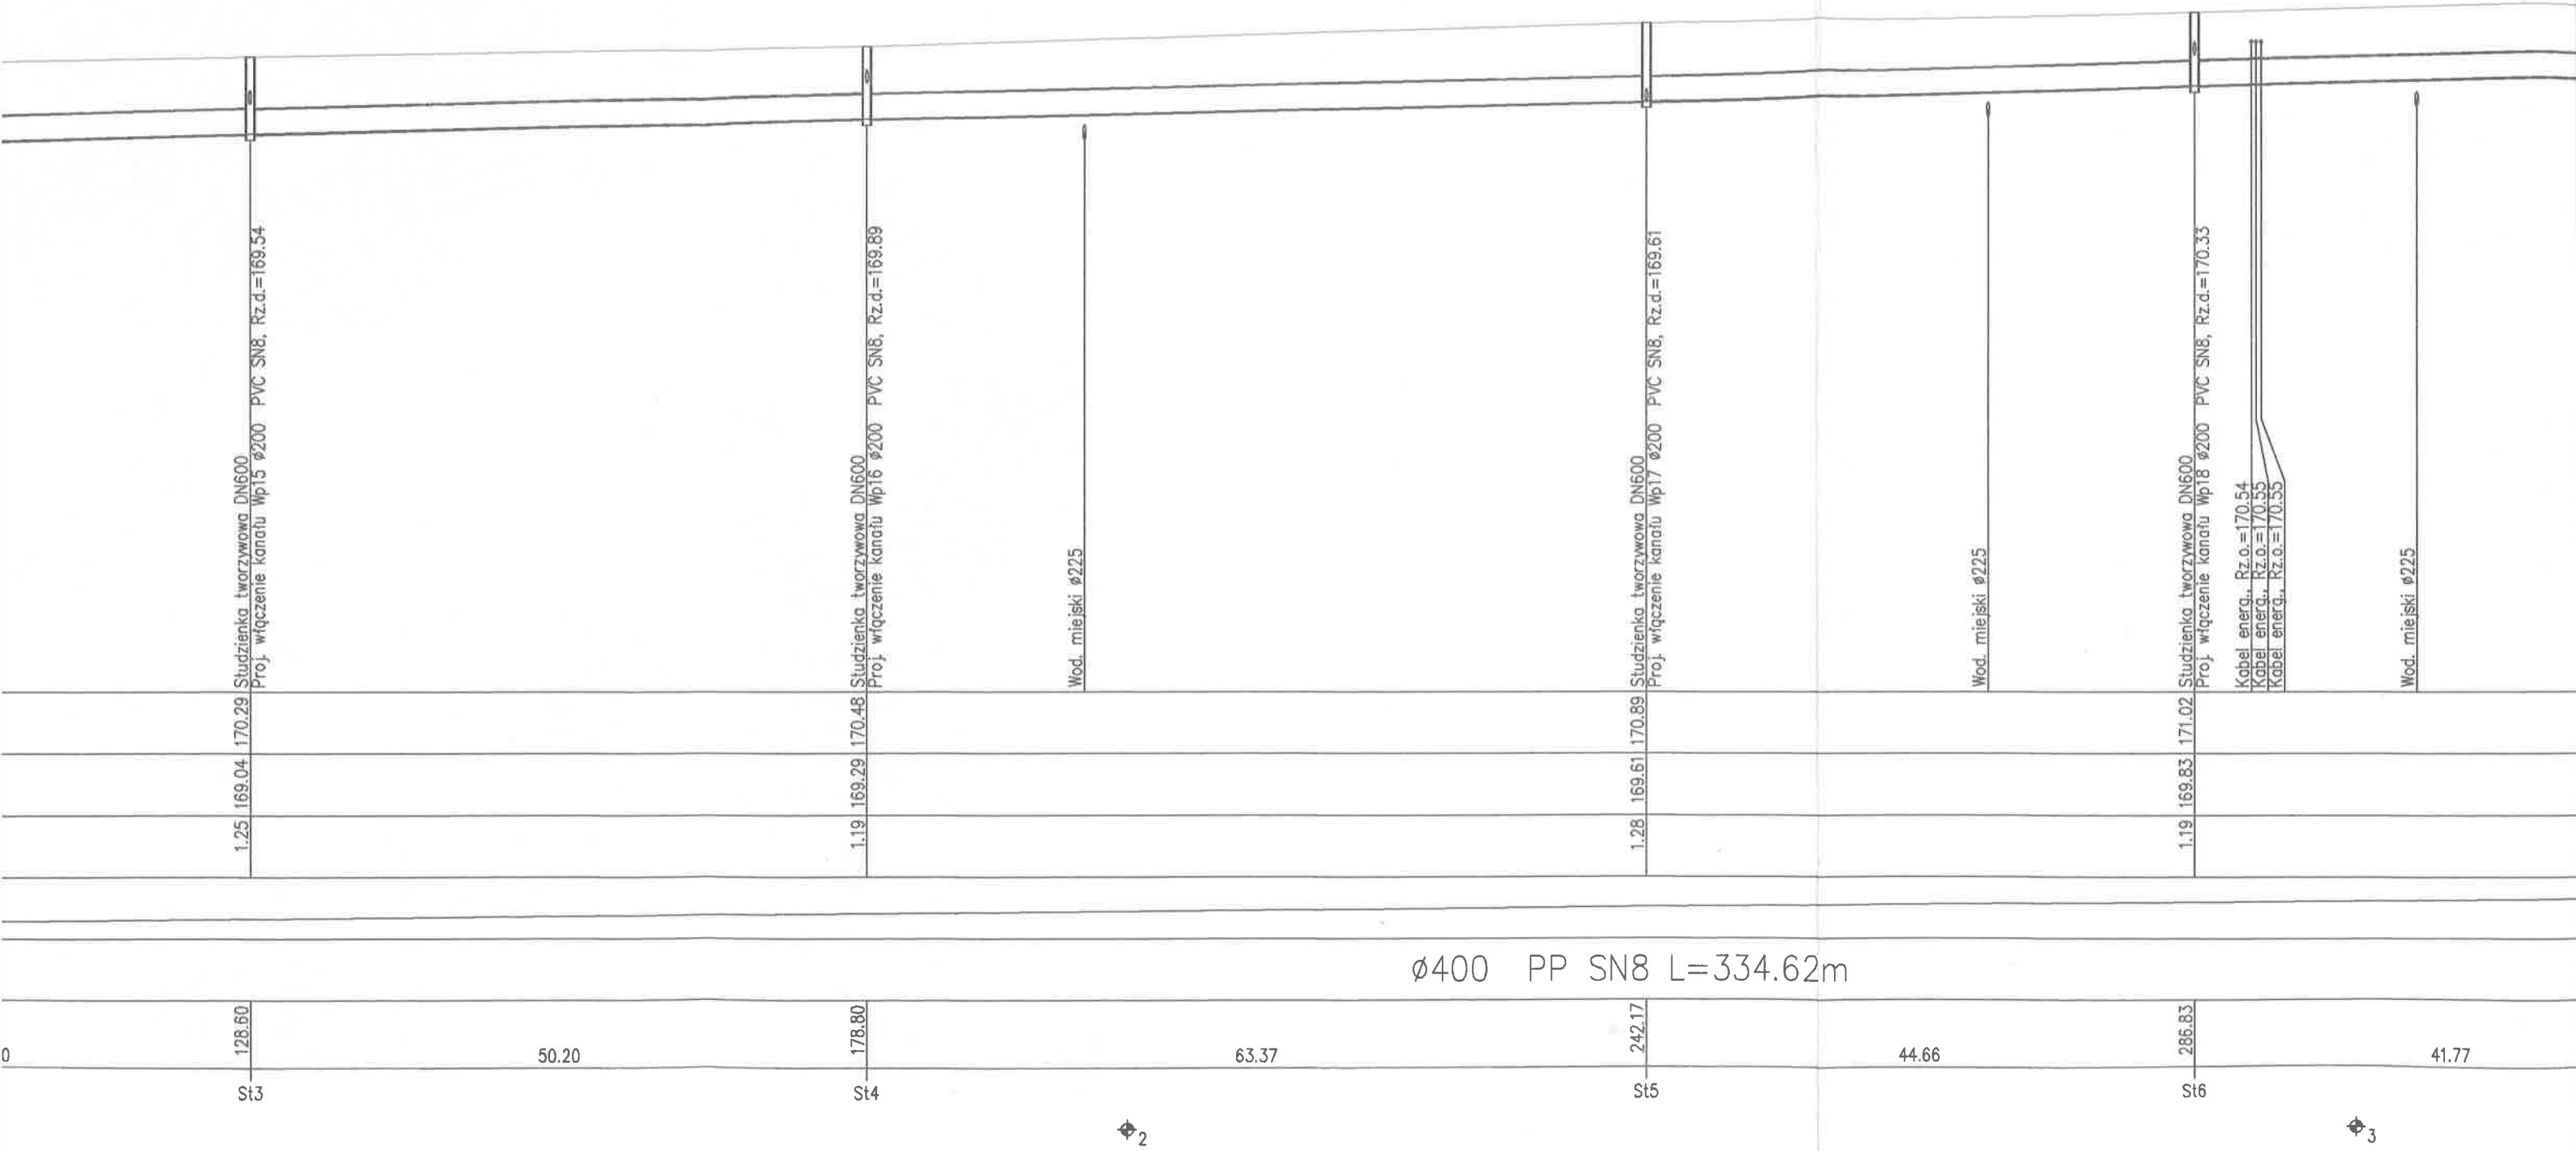 Studzienka tworzywowa DN600
Proj. włączenie kanału Wp15 ø200 PVC SN8, Rz.d.=169.54
Studzienka tworzywowa DN600
Proj. włączenie kanału Wp16 ø200 PVC SN8, Rz.d.=169.89
Wod. miejski ø225
Studzienka tworzywowa DN600
Proj. włączenie kanału Wp17 ø200 PVC SN8, Rz.d.=169.61
Wod. miejski ø225
Studzienka tworzywowa DN600
Proj. włączenie kanału Wp18 ø200 PVC SN8, Rz.d.=170.33
Kabel energ., Rz.o.=170.54
Kabel energ., Rz.o.=170.55
Kabel energ., Rz.o.=170.55
Wod. miejski ø225
170.29 170.48 170.89 171.02
169.04 169.29 169.61 169.83
1.25 1.19 1.28 1.19
ø400 PP SN8 L=334.62m
128.60 178.80 242.17 286.83
0 50.20 63.37 44.66 41.77
St3 St4 St5 St6
2 3